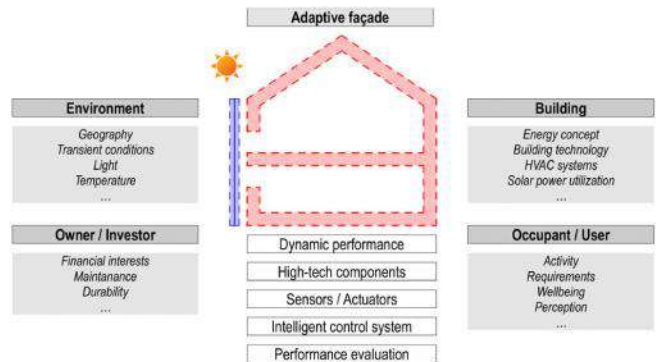 Adaptive façade
Environment
Geography
Transient conditions
Light
Temperature
...
Owner / Investor
Financial interests
Maintanance
Durability
...
Building
Energy concept
Building technology
HVAC systems
Solar power utilization
...
Occupant / User
Activity
Requirements
Wellbeing
Perception
...
Dynamic performance
High-tech components
Sensors / Actuators
Intelligent control system
Performance evaluation